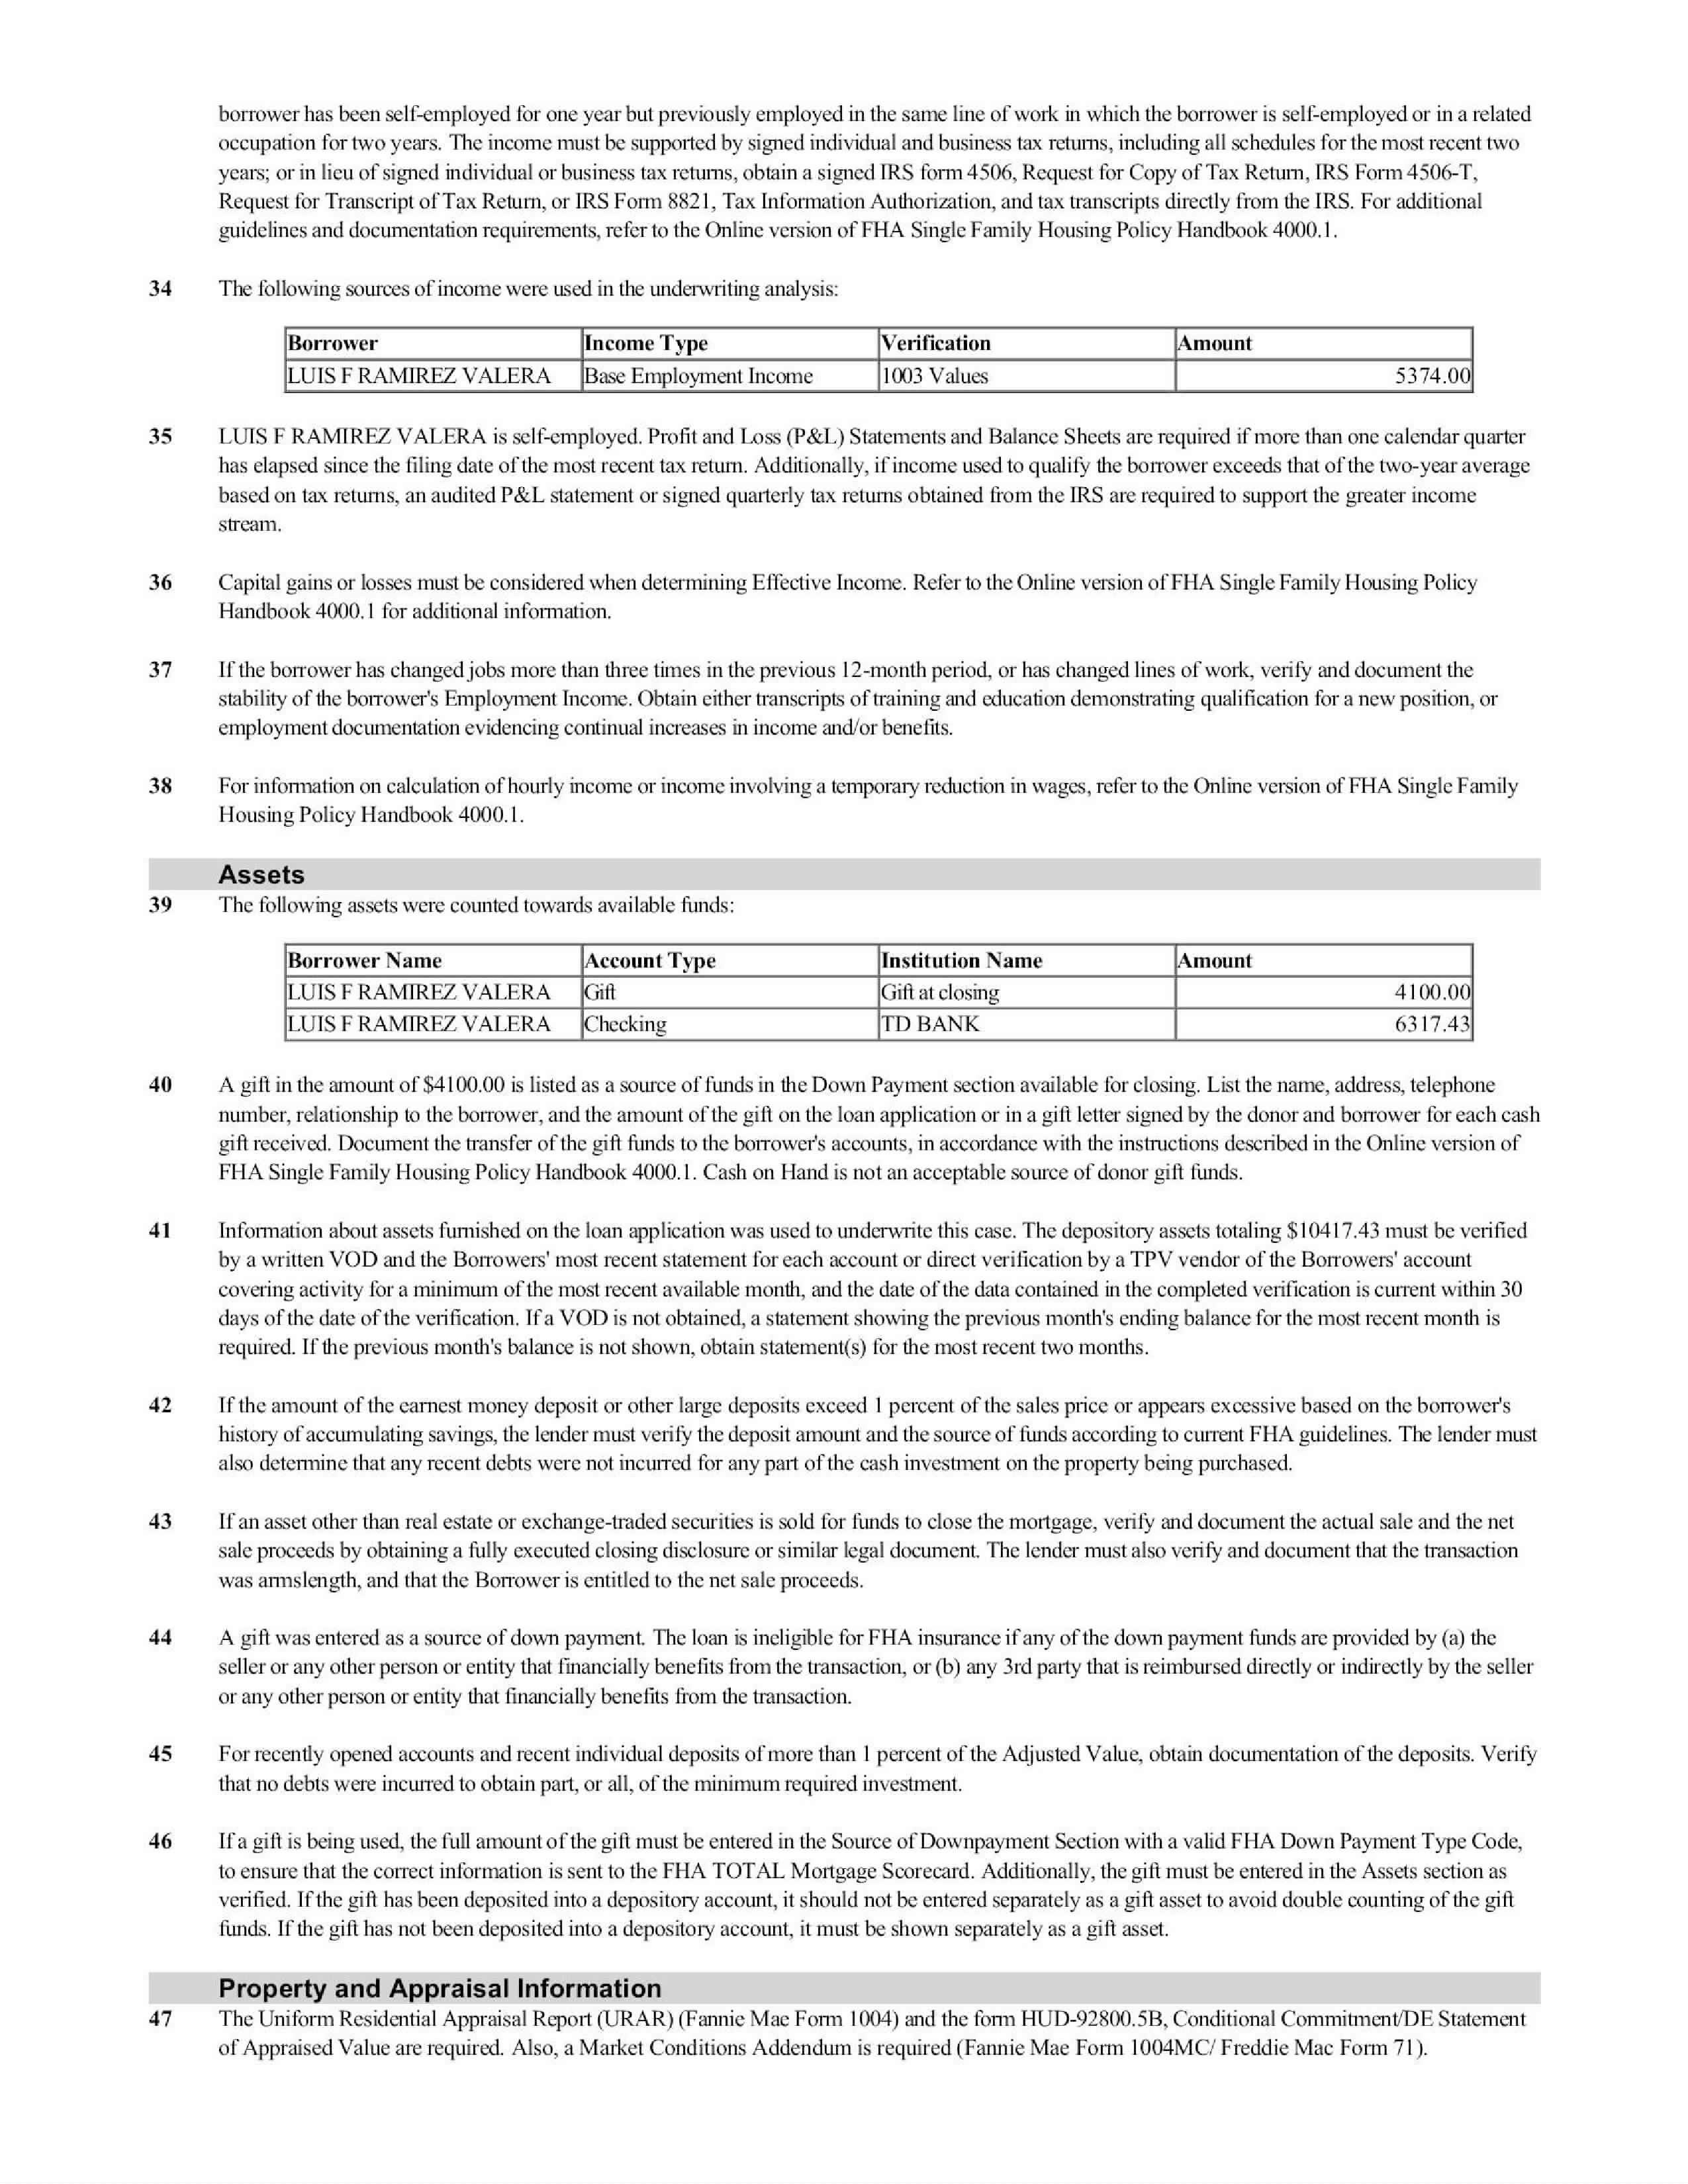 borrower has been self-employed for one year but previously employed in the same line of work in which the borrower is self-employed or in a related
occupation for two years. The income must be supported by signed individual and business tax returns, including all schedules for the most recent two
years; or in lieu of signed individual or business tax returns, obtain a signed IRS form 4506, Request for Copy of Tax Return, IRS Form 4506-T,
Request for Transcript of Tax Return, or IRS Form 8821, Tax Information Authorization, and tax transcripts directly from the IRS. For additional
guidelines and documentation requirements, refer to the Online version of FHA Single Family Housing Policy Handbook 4000.1.
34 The following sources of income were used in the underwriting analysis:
Borrower Income Type Verification Amount
LUIS F RAMIREZ VALERA Base Employment Income 1003 Values 5374.00
35 LUIS F RAMIREZ VALERA is self-employed. Profit and Loss (P&L) Statements and Balance Sheets are required if more than one calendar quarter
has elapsed since the filing date of the most recent tax return. Additionally, if income used to qualify the borrower exceeds that of the two-year average
based on tax returns, an audited P&L statement or signed quarterly tax returns obtained from the IRS are required to support the greater income
stream.
36 Capital gains or losses must be considered when determining Effective Income. Refer to the Online version of FHA Single Family Housing Policy
Handbook 4000.1 for additional information.
37 If the borrower has changed jobs more than three times in the previous 12-month period, or has changed lines of work, verify and document the
stability of the borrower's Employment Income. Obtain either transcripts of training and education demonstrating qualification for a new position, or
employment documentation evidencing continual increases in income and/or benefits.
38 For information on calculation of hourly income or income involving a temporary reduction in wages, refer to the Online version of FHA Single Family
Housing Policy Handbook 4000.1.
Assets
39 The following assets were counted towards available funds:
Borrower Name Account Type Institution Name Amount
LUIS F RAMIREZ VALERA Gift Gift at closing 4100.00
LUIS F RAMIREZ VALERA Checking TD BANK 6317.43
40 A gift in the amount of $4100.00 is listed as a source of funds in the Down Payment section available for closing. List the name, address, telephone
number, relationship to the borrower, and the amount of the gift on the loan application or in a gift letter signed by the donor and borrower for each cash
gift received. Document the transfer of the gift funds to the borrower's accounts, in accordance with the instructions described in the Online version of
FHA Single Family Housing Policy Handbook 4000.1. Cash on Hand is not an acceptable source of donor gift funds.
41 Information about assets furnished on the loan application was used to underwrite this case. The depository assets totaling $10417.43 must be verified
by a written VOD and the Borrowers' most recent statement for each account or direct verification by a TPV vendor of the Borrowers' account
covering activity for a minimum of the most recent available month, and the date of the data contained in the completed verification is current within 30
days of the date of the verification. If a VOD is not obtained, a statement showing the previous month's ending balance for the most recent month is
required. If the previous month's balance is not shown, obtain statement(s) for the most recent two months.
42 If the amount of the earnest money deposit or other large deposits exceed 1 percent of the sales price or appears excessive based on the borrower's
history of accumulating savings, the lender must verify the deposit amount and the source of funds according to current FHA guidelines. The lender must
also determine that any recent debts were not incurred for any part of the cash investment on the property being purchased.
43 If an asset other than real estate or exchange-traded securities is sold for funds to close the mortgage, verify and document the actual sale and the net
sale proceeds by obtaining a fully executed closing disclosure or similar legal document. The lender must also verify and document that the transaction
was armslength, and that the Borrower is entitled to the net sale proceeds.
44 A gift was entered as a source of down payment. The loan is ineligible for FHA insurance if any of the down payment funds are provided by (a) the
seller or any other person or entity that financially benefits from the transaction, or (b) any 3rd party that is reimbursed directly or indirectly by the seller
or any other person or entity that financially benefits from the transaction.
45 For recently opened accounts and recent individual deposits of more than 1 percent of the Adjusted Value, obtain documentation of the deposits. Verify
that no debts were incurred to obtain part, or all, of the minimum required investment.
46 If a gift is being used, the full amount of the gift must be entered in the Source of Downpayment Section with a valid FHA Down Payment Type Code,
to ensure that the correct information is sent to the FHA TOTAL Mortgage Scorecard. Additionally, the gift must be entered in the Assets section as
verified. If the gift has been deposited into a depository account, it should not be entered separately as a gift asset to avoid double counting of the gift
funds. If the gift has not been deposited into a depository account, it must be shown separately as a gift asset.
Property and Appraisal Information
47 The Uniform Residential Appraisal Report (URAR) (Fannie Mae Form 1004) and the form HUD-92800.5B, Conditional Commitment/DE Statement
of Appraised Value are required. Also, a Market Conditions Addendum is required (Fannie Mae Form 1004MC/ Freddie Mac Form 71).